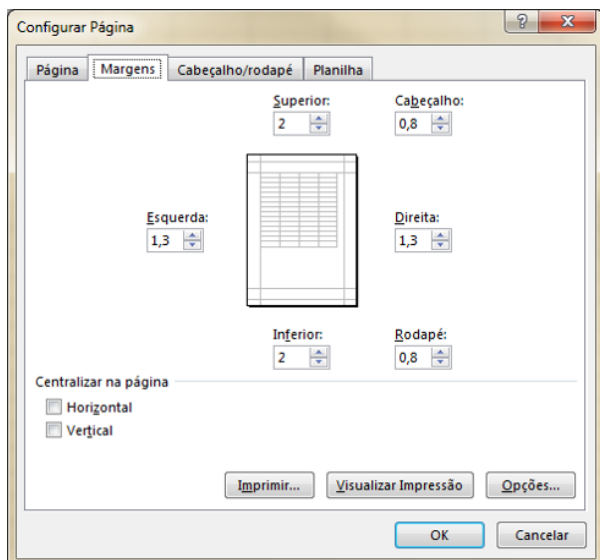 Configurar Página
Página Margens Cabeçalho/rodapé Planilha
Superior: Cabeçalho:
2 0,8
Esquerda: Direita:
1,3 1,3
Inferior: Rodapé:
2 0,8
Centralizar na página
Horizontal
Vertical
Imprimir... Visualizar Impressão Opções...
OK Cancelar